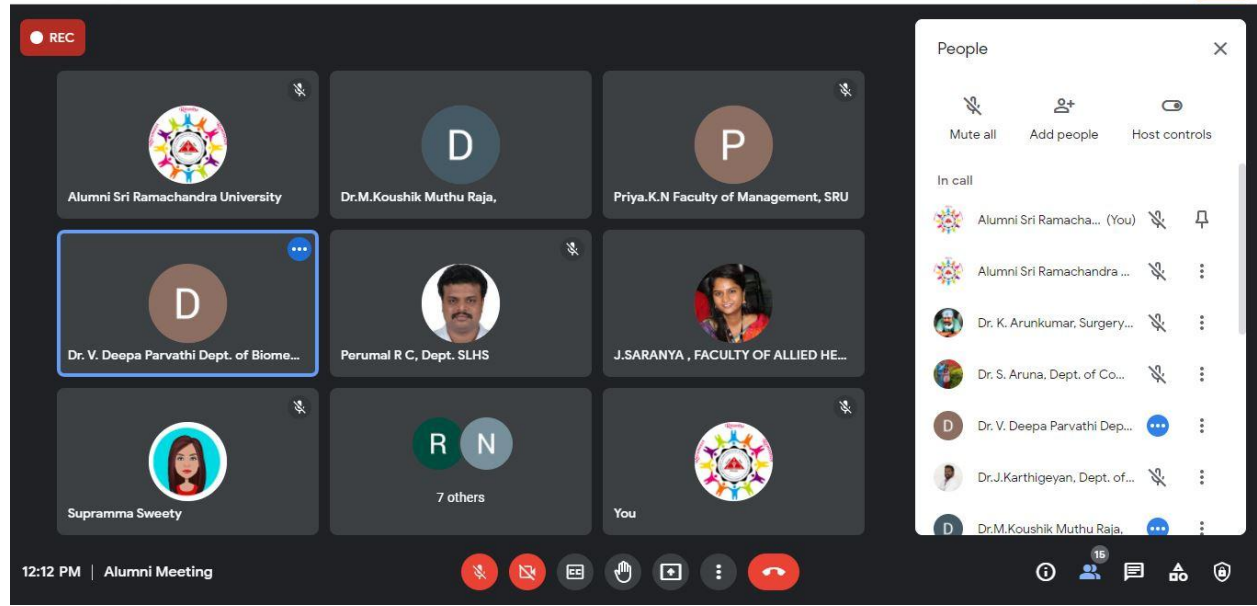 REC
Alumni Sri Ramachandra University
D
Dr.M.Koushik Muthu Raja,
P
Priya.K.N Faculty of Management, SRU
D
Dr. V. Deepa Parvathi Dept. of Biome...
Perumal R C, Dept. SLHS
J.SARANYA , FACULTY OF ALLIED HE...
Supramma Sweety
R N
7 others
You
12:12 PM | Alumni Meeting
CC
People
Mute all Add people Host controls
In call
Alumni Sri Ramacha... (You)
Alumni Sri Ramachandra ...
Dr. K. Arunkumar, Surgery...
Dr. S. Aruna, Dept. of Co...
D Dr. V. Deepa Parvathi Dep...
Dr.J.Karthigeyan, Dept. of...
D Dr.M.Koushik Muthu Raja,
15